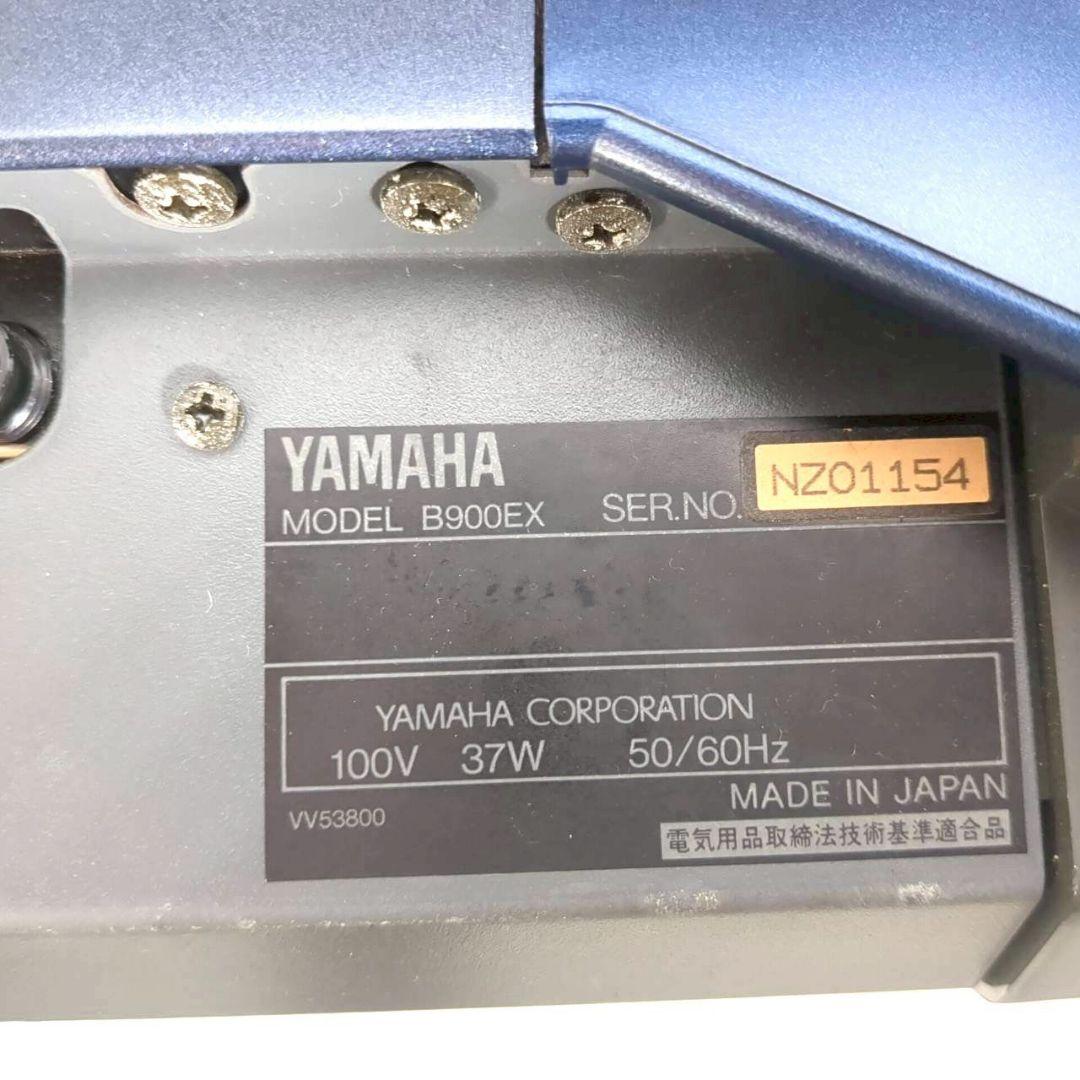 YAMAHA
MODEL B900EX SER.NO. NZ01154
YAMAHA CORPORATION
100V 37W 50/60Hz
MADE IN JAPAN
VV53800
電気用品取締法技術基準適合品